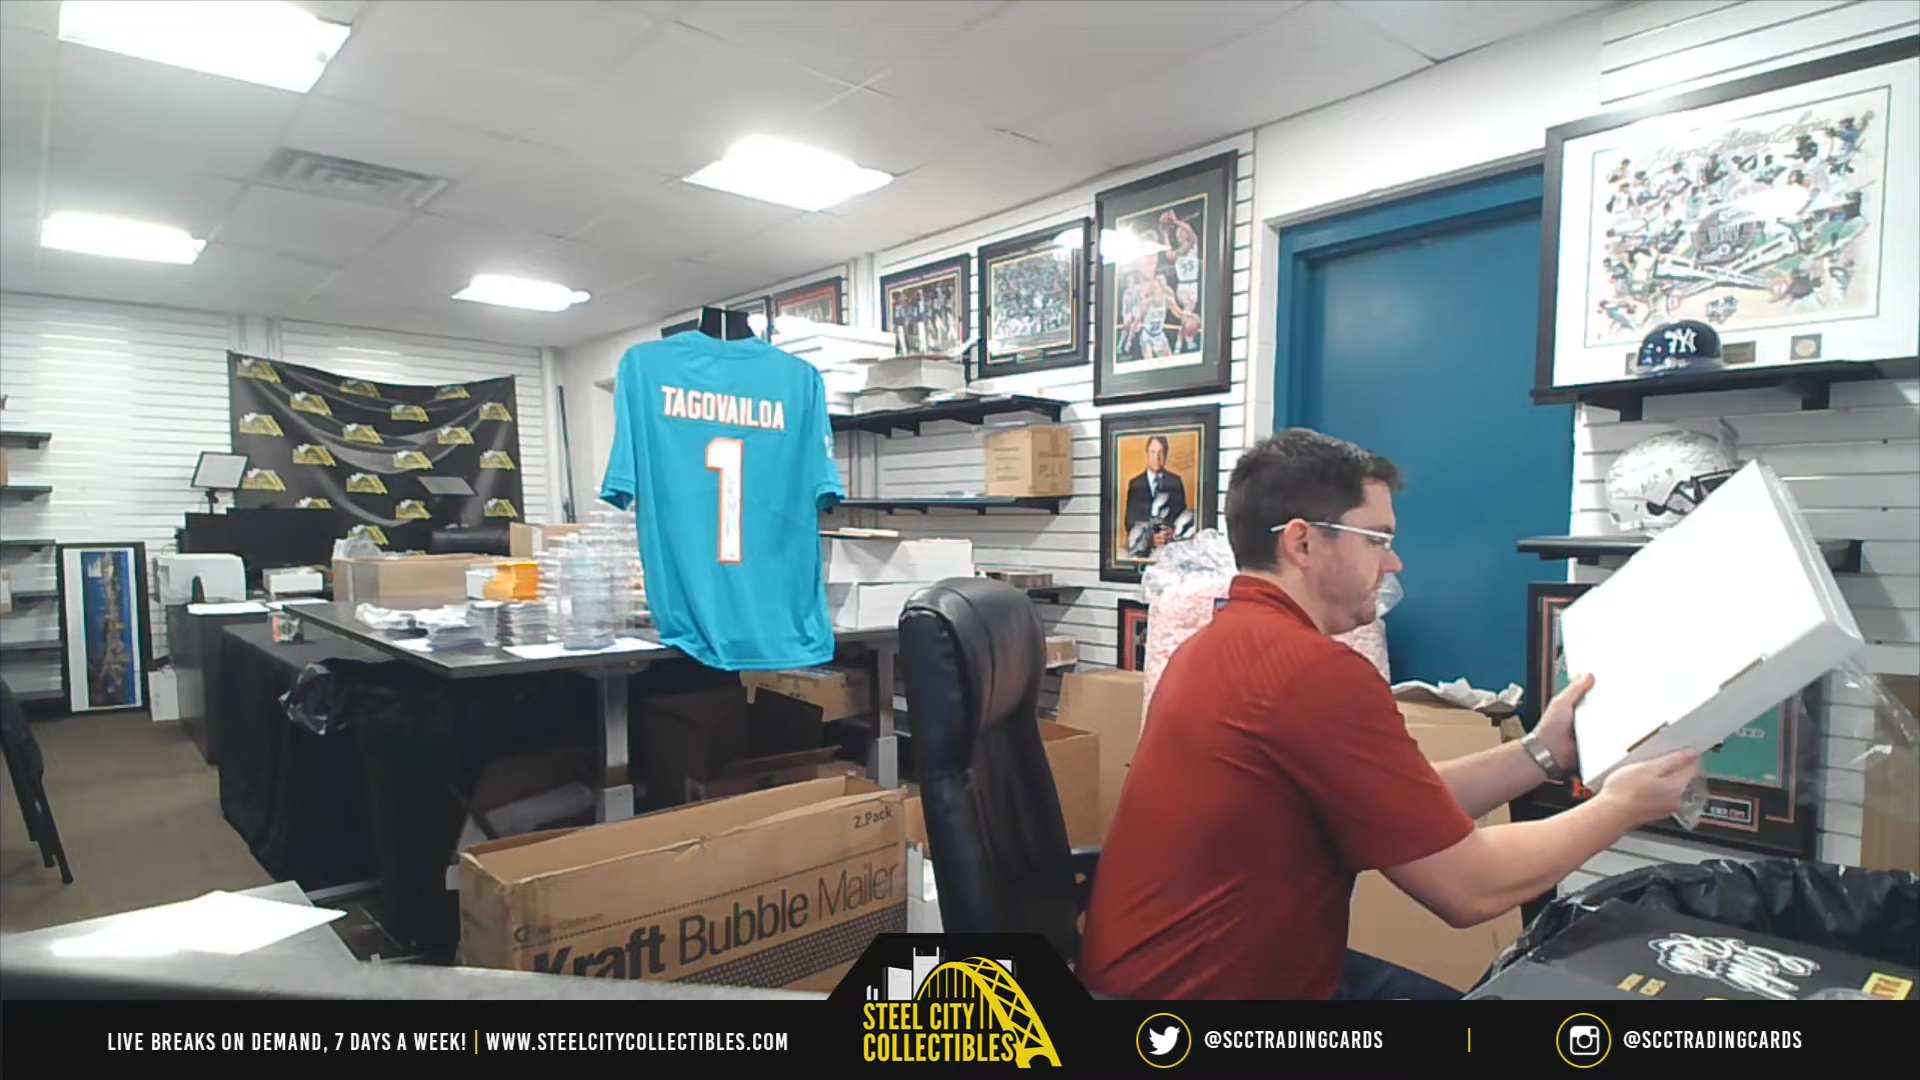 TAGOVAILOA
1
NY
2.Pack
Kraft Bubble Mailer
LIVE BREAKS ON DEMAND, 7 DAYS A WEEK! | WWW.STEELCITYCOLLECTIBLES.COM
STEEL CITY
COLLECTIBLES
@SCCTRADINGCARDS
|
@SCCTRADINGCARDS